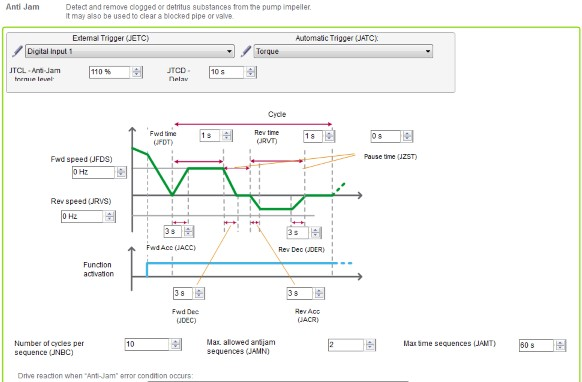 Anti Jam
Detect and remove clogged or detritus substances from the pump impeller.
It may also be used to clear a blocked pipe or valve.
External Trigger (JETC)
Automatic Trigger (JATC):
Digital Input 1
Torque
JTCL - Anti-Jam
torque level:
110 %
JTCD -
Delay
10 s
Cycle
Fwd time
(JFDT)
1 s
Rev time
(JRVT)
1 s
0 s
Pause time (JZST)
Fwd speed (JFDS)
0 Hz
Rev speed (JRVS)
0 Hz
3 s
3 s
Fwd Acc (JACC)
Rev Dec (JDER)
Function
activation
3 s
3 s
Fwd Dec
(JDEC)
Rev Acc
(JACR)
Number of cycles per
sequence (JNBC)
10
Max. allowed antijam
sequences (JAMN)
2
Max time sequences (JAMT)
60 s
Drive reaction when "Anti-Jam" error condition occurs: